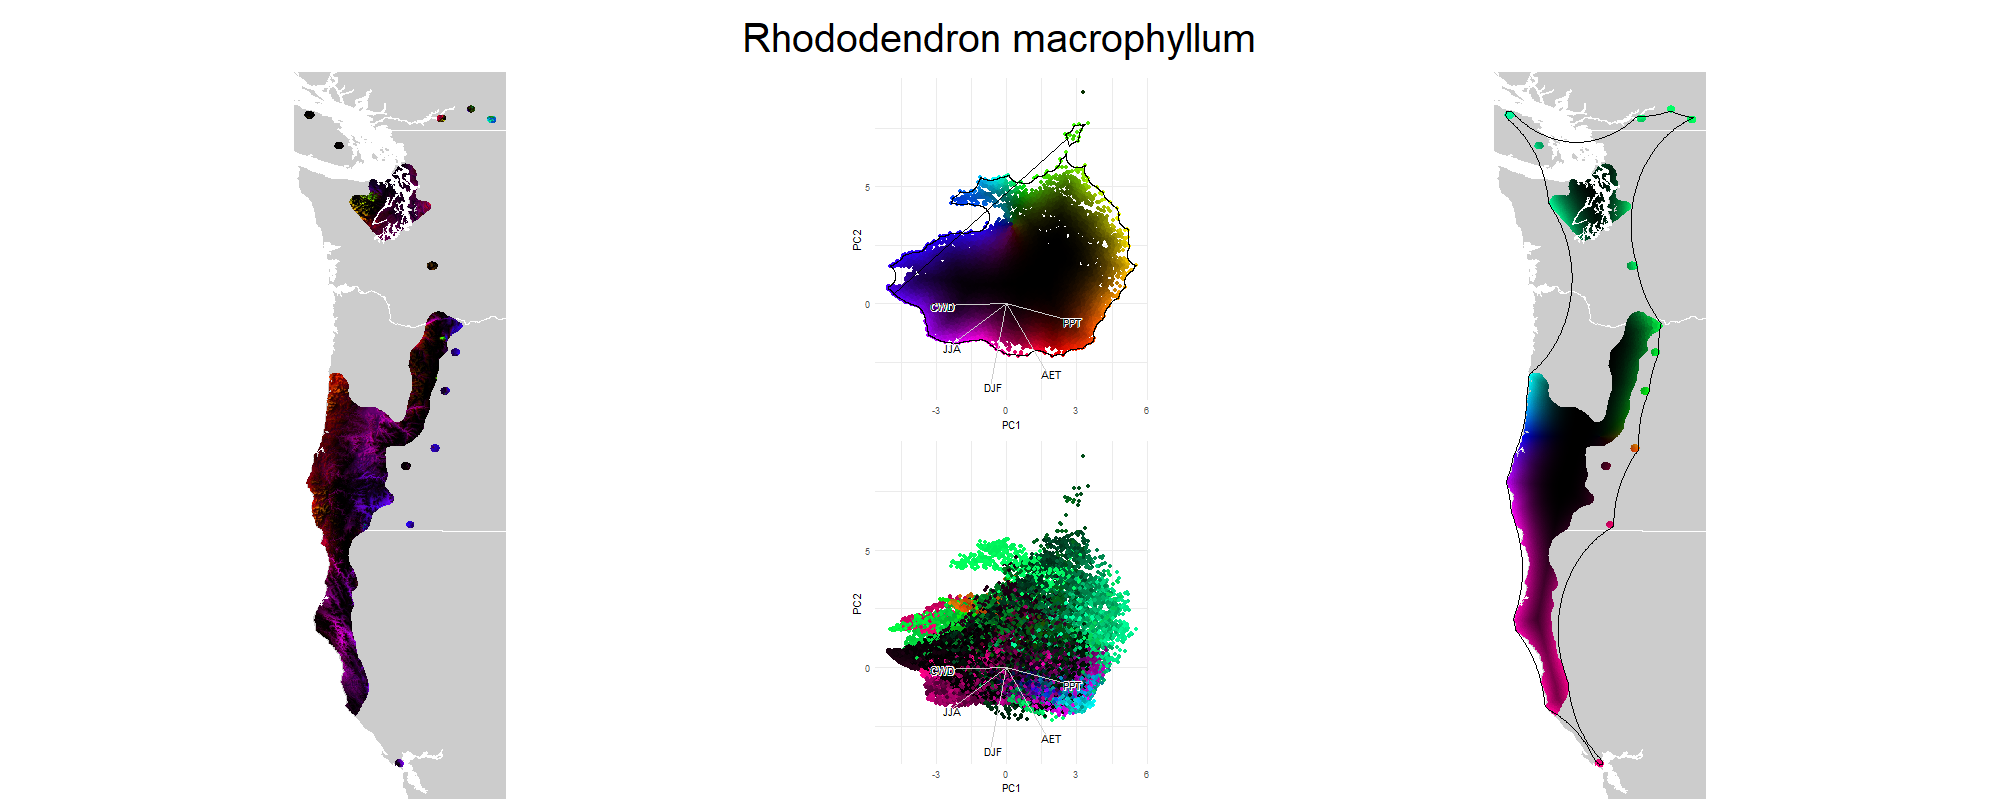 Rhododendron macrophyllum
5
0
PC2
CWD
PPT
JJA
AET
DJF
-3 0 3 6
PC1
5
0
PC2
CWD
PPT
JJA
AET
DJF
-3 0 3 6
PC1